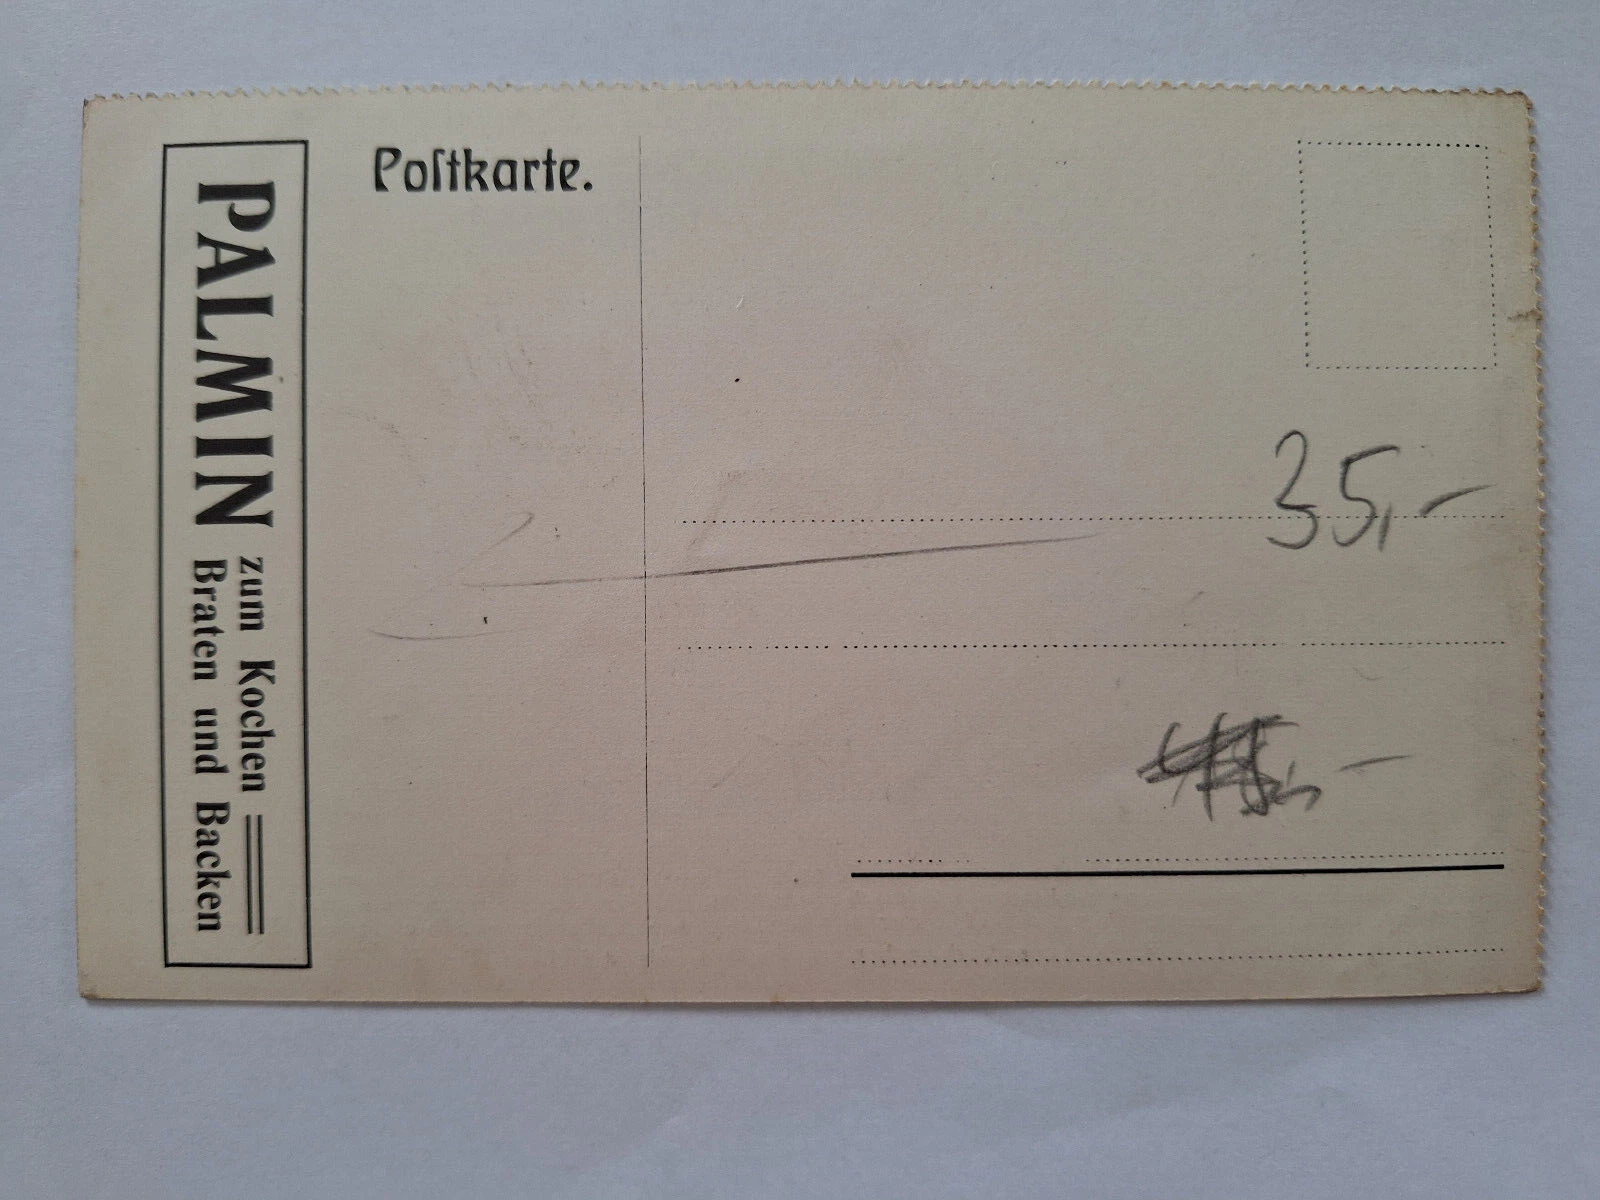 Poſtkarte.
PALMIN
zum Kochen
Braten und Backen
35,-